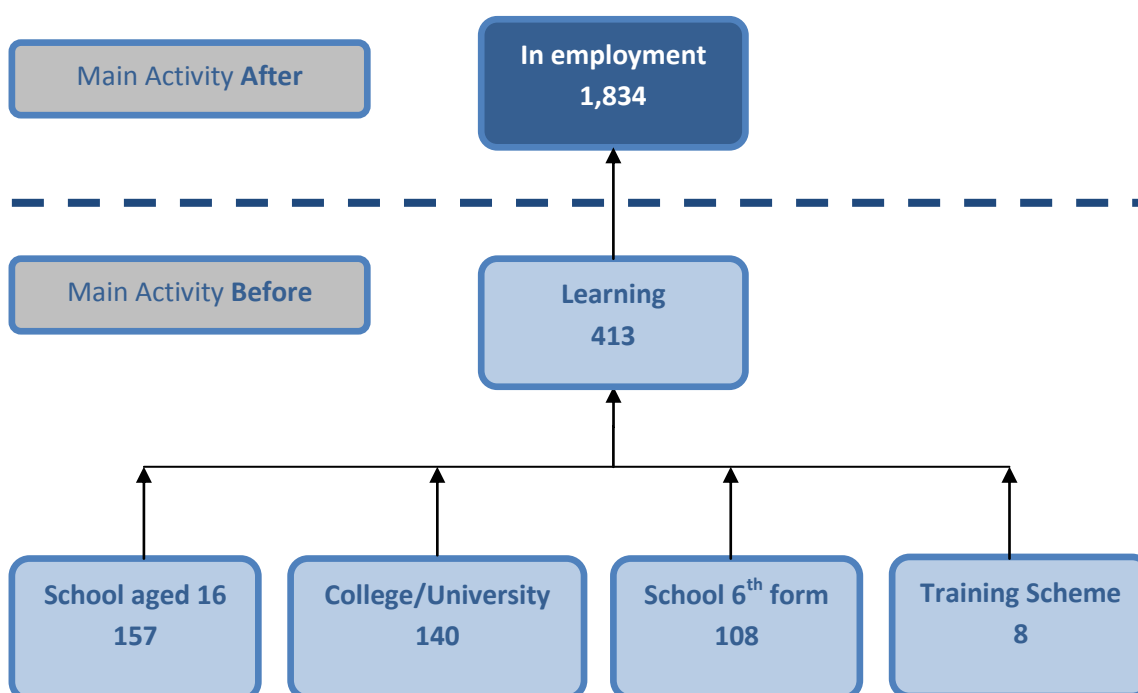 Main Activity After
In employment
1,834
Main Activity Before
Learning
413
School aged 16
157
College/University
140
School 6th form
108
Training Scheme
8